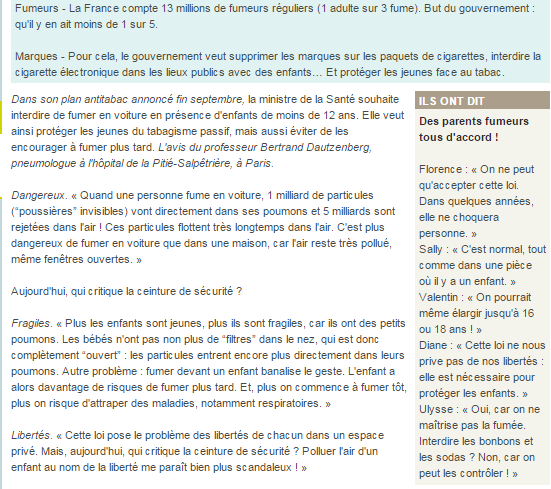 Fumeurs - La France compte 13 millions de fumeurs réguliers (1 adulte sur 3 fume). But du gouvernement :
qu'il y en ait moins de 1 sur 5.
Marques - Pour cela, le gouvernement veut supprimer les marques sur les paquets de cigarettes, interdire la
cigarette électronique dans les lieux publics avec des enfants... Et protéger les jeunes face au tabac.
Dans son plan antitabac annoncé fin septembre, la ministre de la Santé souhaite
interdire de fumer en voiture en présence d'enfants de moins de 12 ans. Elle veut
ainsi protéger les jeunes du tabagisme passif, mais aussi éviter de les
encourager à fumer plus tard. L'avis du professeur Bertrand Dautzenberg,
pneumologue à l'hôpital de la Pitié-Salpêtrière, à Paris.
Dangereux. « Quand une personne fume en voiture, 1 milliard de particules
(“poussières” invisibles) vont directement dans ses poumons et 5 milliards sont
rejetées dans l'air ! Ces particules flottent très longtemps dans l'air. C'est plus
dangereux de fumer en voiture que dans une maison, car l'air reste très pollué,
même fenêtres ouvertes. »
Aujourd'hui, qui critique la ceinture de sécurité ?
Fragiles. « Plus les enfants sont jeunes, plus ils sont fragiles, car ils ont des petits
poumons. Les bébés n'ont pas non plus de “filtres” dans le nez, qui est donc
complètement “ouvert” : les particules entrent encore plus directement dans leurs
poumons. Autre problème : fumer devant un enfant banalise le geste. L'enfant a
alors davantage de risques de fumer plus tard. Et, plus on commence à fumer tôt,
plus on risque d'attraper des maladies, notamment respiratoires. »
Libertés. « Cette loi pose le problème des libertés de chacun dans un espace
privé. Mais, aujourd'hui, qui critique la ceinture de sécurité ? Polluer l'air d'un
enfant au nom de la liberté me paraît bien plus scandaleux ! »
ILS ONT DIT
Des parents fumeurs
tous d'accord !
Florence : « On ne peut
qu'accepter cette loi.
Dans quelques années,
elle ne choquera
personne. »
Sally : « C'est normal, tout
comme dans une pièce
où il y a un enfant. »
Valentin : « On pourrait
même élargir jusqu'à 16
ou 18 ans ! »
Diane : « Cette loi ne nous
prive pas de nos libertés :
elle est nécessaire pour
protéger les enfants. »
Ulysse : « Oui, car on ne
maîtrise pas la fumée.
Interdire les bonbons et
les sodas ? Non, car on
peut les contrôler ! »